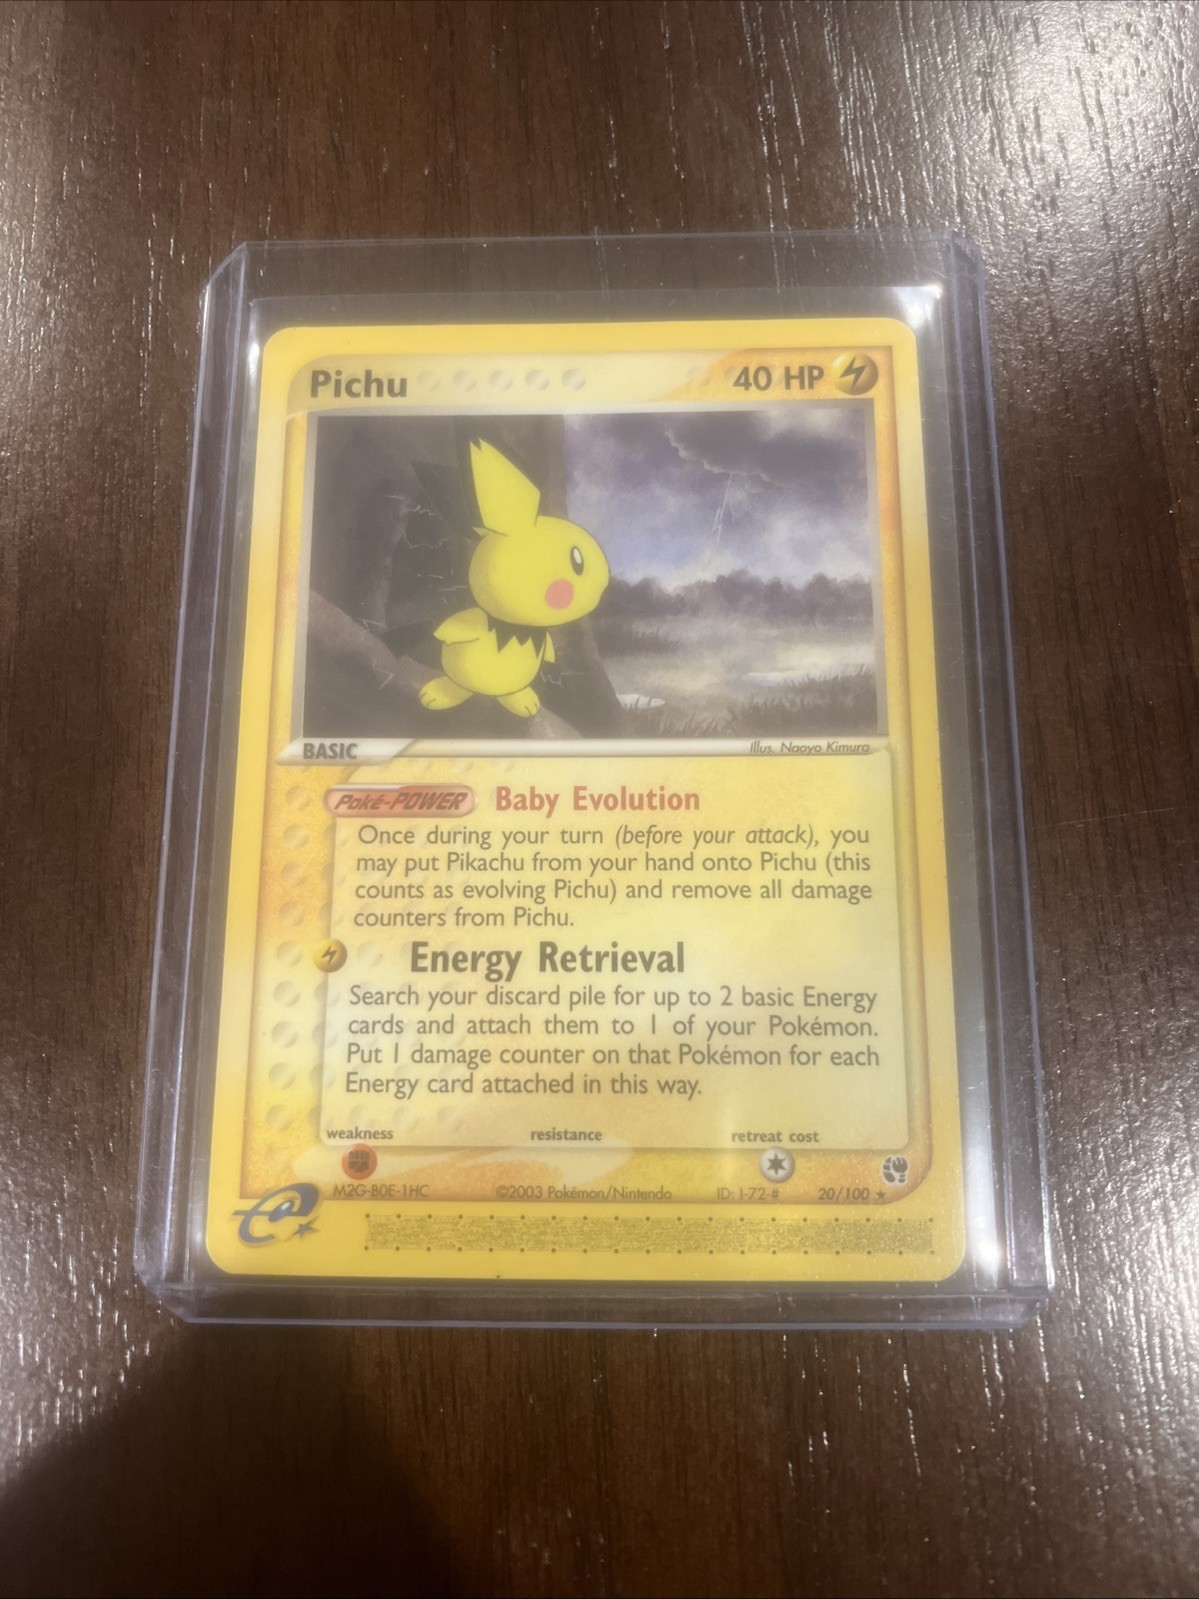 Pichu 40 HP
BASIC
Illus. Naoyo Kimura
Poké-POWER Baby Evolution
Once during your turn (before your attack), you
may put Pikachu from your hand onto Pichu (this
counts as evolving Pichu) and remove all damage
counters from Pichu.
Energy Retrieval
Search your discard pile for up to 2 basic Energy
cards and attach them to 1 of your Pokémon.
Put 1 damage counter on that Pokémon for each
Energy card attached in this way.
weakness resistance retreat cost
M2G-B0E-1HC ©2003 Pokémon/Nintendo ID: I-72-# 20/100 ★
e